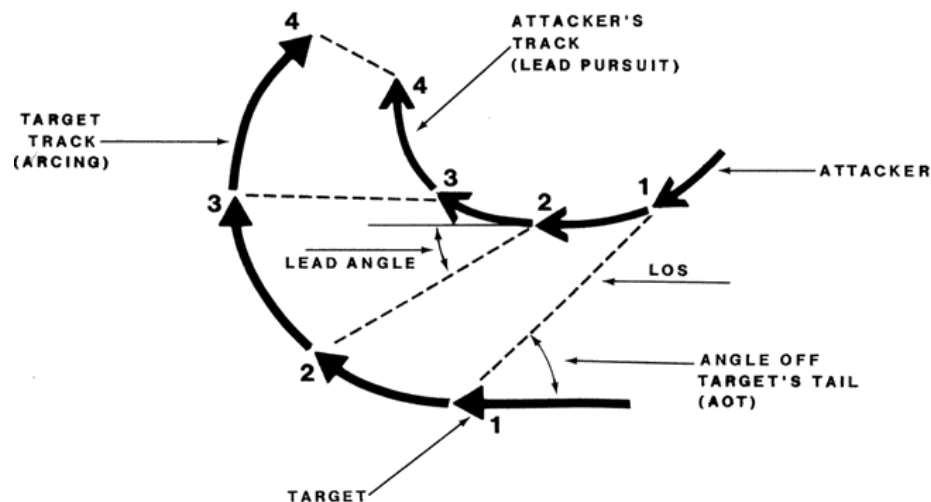 4
ATTACKER'S
TRACK
(LEAD PURSUIT)
4
TARGET
TRACK
(ARCING)
ATTACKER
3
3
2
1
LEAD ANGLE
LOS
2
1
ANGLE OFF
TARGET'S TAIL
(AOT)
TARGET